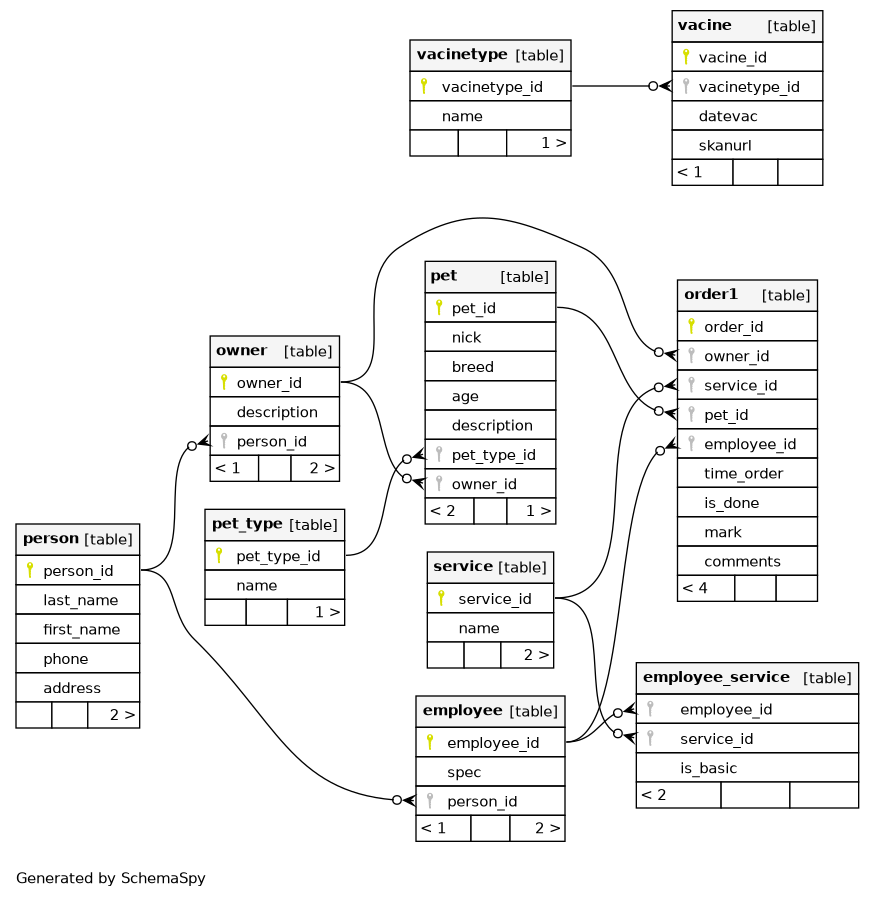 vacinetype [table]
vacinetype_id
name
1 >
vacine [table]
vacine_id
vacinetype_id
datevac
skanurl
< 1
pet [table]
pet_id
nick
breed
age
description
pet_type_id
owner_id
< 2 1 >
order1 [table]
order_id
owner_id
service_id
pet_id
employee_id
time_order
is_done
mark
comments
< 4
owner [table]
owner_id
description
person_id
< 1 2 >
pet_type [table]
pet_type_id
name
1 >
person [table]
person_id
last_name
first_name
phone
address
2 >
service [table]
service_id
name
2 >
employee [table]
employee_id
spec
person_id
< 1 2 >
employee_service [table]
employee_id
service_id
is_basic
< 2
Generated by SchemaSpy